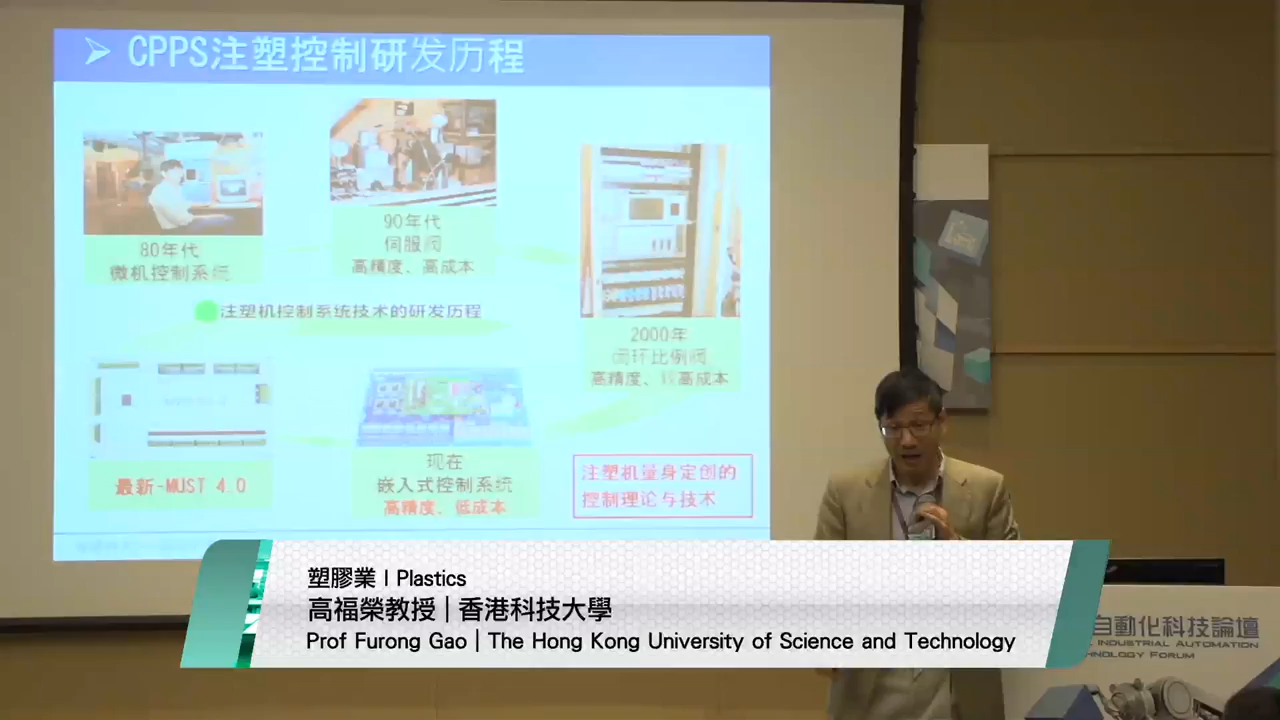 CPPS注塑控制研发历程
80年代
微机控制系统
90年代
伺服阀
高精度、高成本
2000年
闭环比例阀
高精度、较高成本
注塑机控制系统技术的研发历程
最新-MUST 4.0
现在
嵌入式控制系统
高精度、低成本
注塑机量身定创的
控制理论与技术
塑膠業 | Plastics
高福榮教授 | 香港科技大學
Prof Furong Gao | The Hong Kong University of Science and Technology
自動化科技論壇
INDUSTRIAL AUTOMATION
FORUM